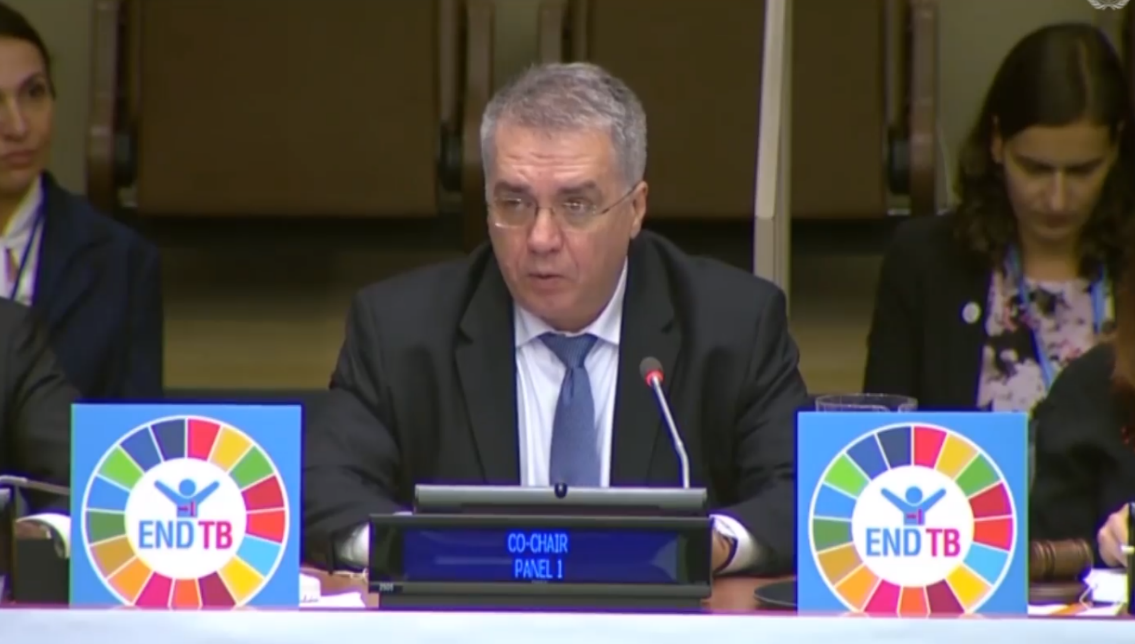 END TB
CO-CHAIR
PANEL 1
END TB